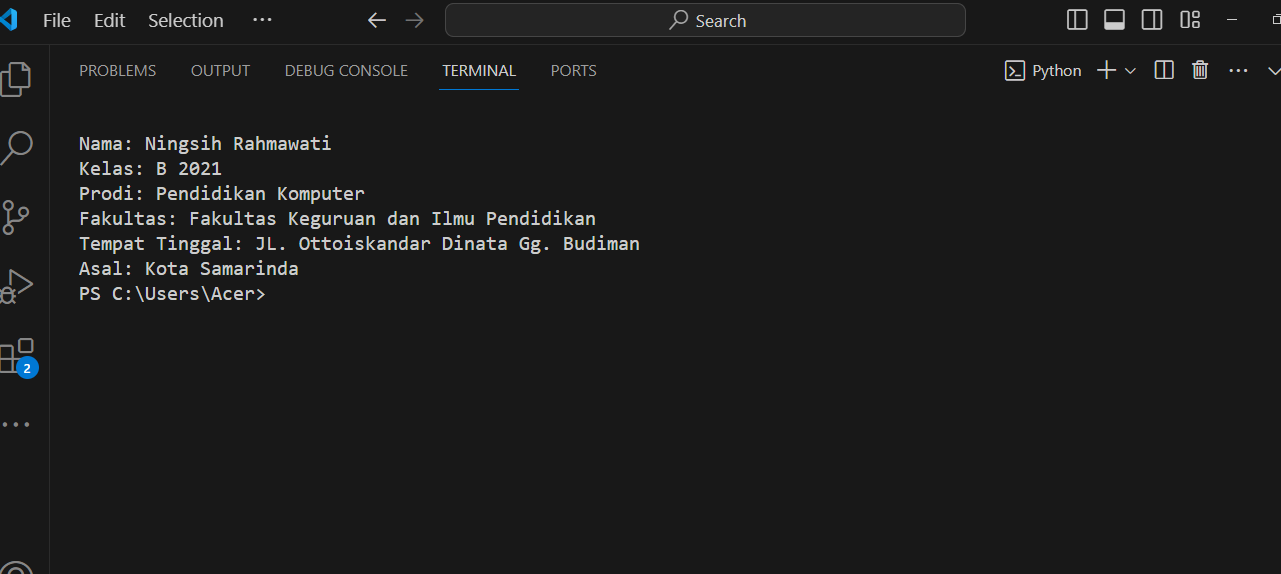 File Edit Selection ··· Search
PROBLEMS OUTPUT DEBUG CONSOLE TERMINAL PORTS Python
Nama: Ningsih Rahmawati
Kelas: B 2021
Prodi: Pendidikan Komputer
Fakultas: Fakultas Keguruan dan Ilmu Pendidikan
Tempat Tinggal: JL. Ottoiskandar Dinata Gg. Budiman
Asal: Kota Samarinda
PS C:\Users\Acer>
2